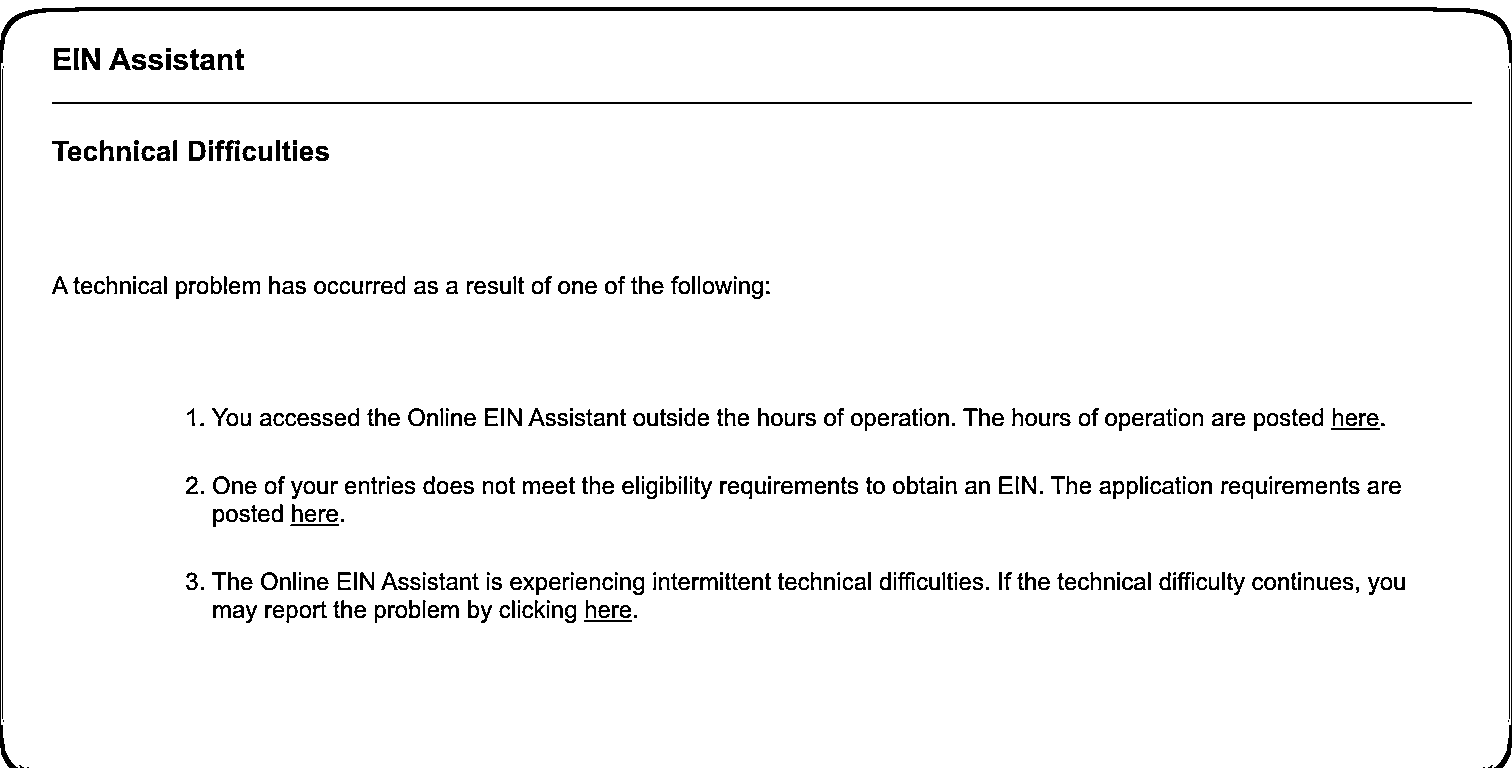 EIN Assistant
Technical Difficulties
A technical problem has occurred as a result of one of the following:
1. You accessed the Online EIN Assistant outside the hours of operation. The hours of operation are posted here.
2. One of your entries does not meet the eligibility requirements to obtain an EIN. The application requirements are
posted here.
3. The Online EIN Assistant is experiencing intermittent technical difficulties. If the technical difficulty continues, you
may report the problem by clicking here.